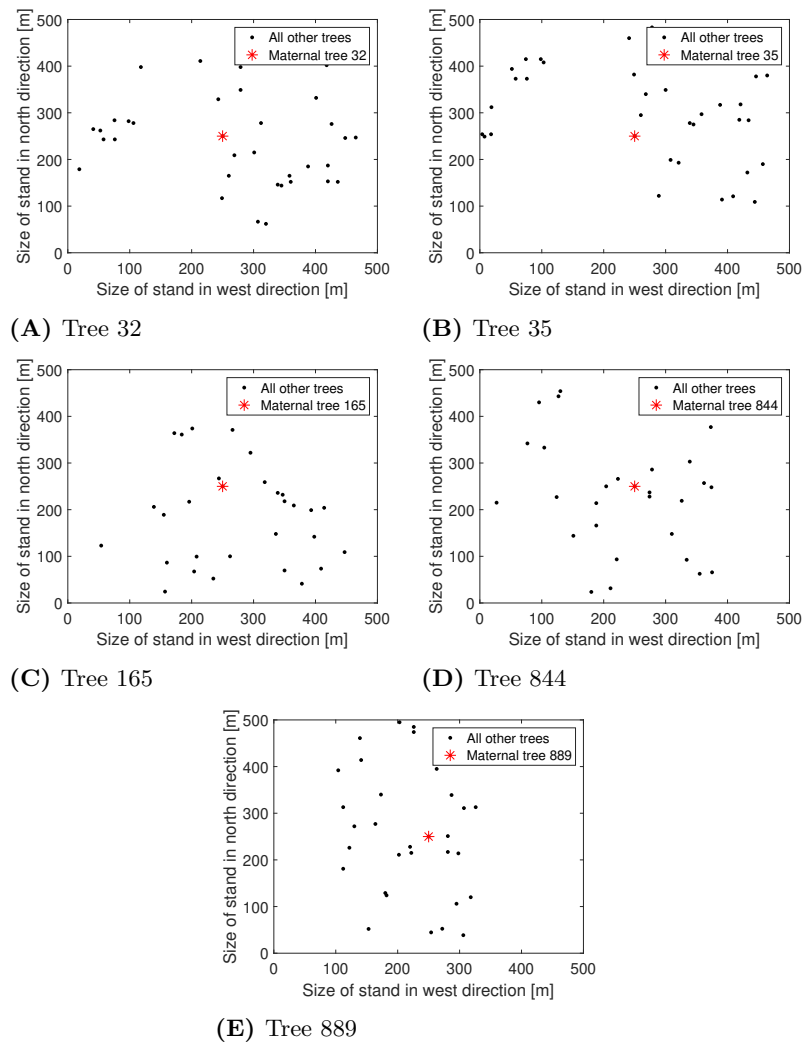 500
400
300
200
100
0
0 100 200 300 400 500
Size of stand in west direction [m]
Size of stand in north direction [m]
All other trees
Maternal tree 32
(A) Tree 32
500
400
300
200
100
0
0 100 200 300 400 500
Size of stand in west direction [m]
Size of stand in north direction [m]
All other trees
Maternal tree 35
(B) Tree 35
500
400
300
200
100
0
0 100 200 300 400 500
Size of stand in west direction [m]
Size of stand in north direction [m]
All other trees
Maternal tree 165
(C) Tree 165
500
400
300
200
100
0
0 100 200 300 400 500
Size of stand in west direction [m]
Size of stand in north direction [m]
All other trees
Maternal tree 844
(D) Tree 844
500
400
300
200
100
0
0 100 200 300 400 500
Size of stand in west direction [m]
Size of stand in north direction [m]
All other trees
Maternal tree 889
(E) Tree 889